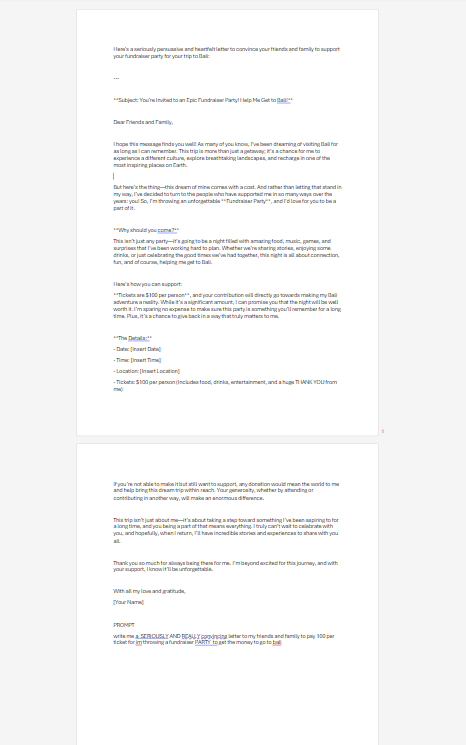 Here's a seriously persuasive and heartfelt letter to convince your friends and family to support
your fundraiser party for your trip to Bali:
---
**Subject: You're Invited to an Epic Fundraiser Party! Help Me Get to Bali!**
Dear Friends and Family,
I hope this message finds you well! As many of you know, I've been dreaming of visiting Bali for
as long as I can remember. This trip is more than just a getaway; it's a chance for me to
experience a different culture, explore breathtaking landscapes, and recharge in one of the
most inspiring places on Earth.
But here's the thing—this dream of mine comes with a cost. And rather than letting that stand in
my way, I've decided to turn to the people who have supported me in so many ways over the
years: you! So, I'm throwing an unforgettable **Fundraiser Party**, and I'd love for you to be a
part of it.
**Why should you come?**
This isn't just any party—it's going to be a night filled with amazing food, music, games, and
surprises that I've been working hard to plan. Whether we're sharing stories, enjoying some
drinks, or just celebrating the good times we've had together, this night is all about connection,
fun, and of course, helping me get to Bali.
Here's how you can support:
**Tickets are $100 per person**, and your contribution will directly go towards making my Bali
adventure a reality. While it's a significant amount, I can promise you that the night will be well
worth it. I'm sparing no expense to make sure this party is something you'll remember for a long
time. Plus, it's a chance to give back in a way that truly matters to me.
**The Details:**
- Date: [Insert Date]
- Time: [Insert Time]
- Location: [Insert Location]
- Tickets: $100 per person (includes food, drinks, entertainment, and a huge THANK YOU from
me)
If you're not able to make it but still want to support, any donation would mean the world to me
and help bring this dream trip within reach. Your generosity, whether by attending or
contributing in another way, will make an enormous difference.
This trip isn't just about me—it's about taking a step toward something I've been aspiring to for
a long time, and you being a part of that means everything. I truly can't wait to celebrate with
you, and hopefully, when I return, I'll have incredible stories and experiences to share with you
all.
Thank you so much for always being there for me. I'm beyond excited for this journey, and with
your support, I know it'll be unforgettable.
With all my love and gratitude,
[Your Name]
PROMPT
write me a SERIOUSLY AND REALLY convincing letter to my friends and family to pay 100 per
ticket for im throwing a fundraiser PARTY to get the money to go to bali